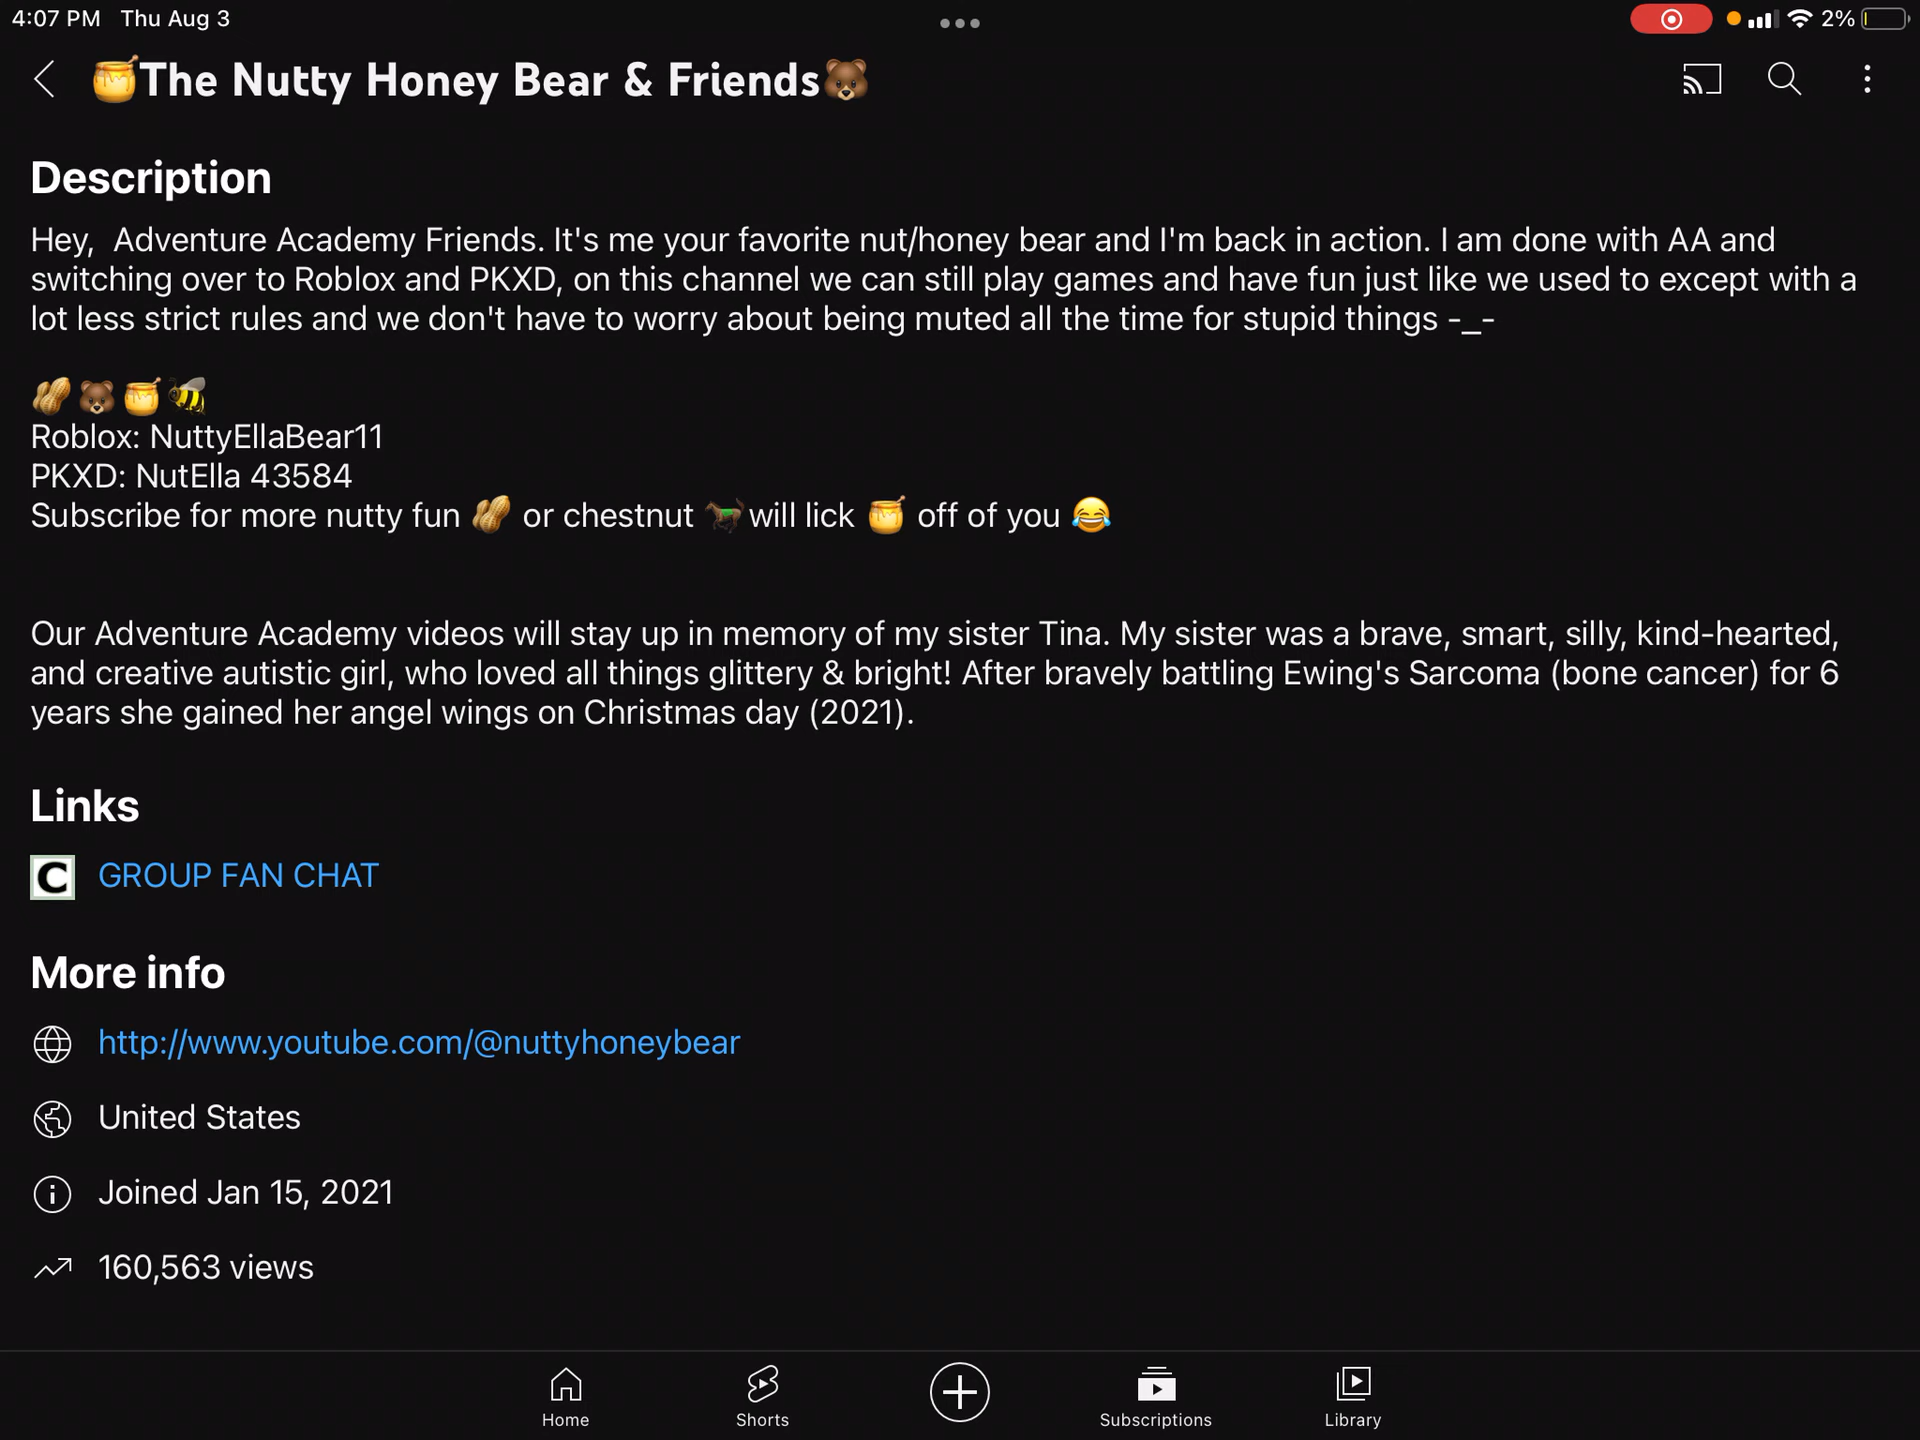 4:07 PM Thu Aug 3
2%
🍯The Nutty Honey Bear & Friends🐻
Description
Hey,  Adventure Academy Friends. It's me your favorite nut/honey bear and I'm back in action. I am done with AA and
switching over to Roblox and PKXD, on this channel we can still play games and have fun just like we used to except with a
lot less strict rules and we don't have to worry about being muted all the time for stupid things -_-
🥜🐻🍯🐝
Roblox: NuttyEllaBear11
PKXD: NutElla 43584
Subscribe for more nutty fun 🥜 or chestnut 🐎will lick 🍯 off of you 😂
Our Adventure Academy videos will stay up in memory of my sister Tina. My sister was a brave, smart, silly, kind-hearted,
and creative autistic girl, who loved all things glittery & bright! After bravely battling Ewing's Sarcoma (bone cancer) for 6
years she gained her angel wings on Christmas day (2021).
Links
C GROUP FAN CHAT
More info
http://www.youtube.com/@nuttyhoneybear
United States
Joined Jan 15, 2021
160,563 views
Home Shorts Subscriptions Library